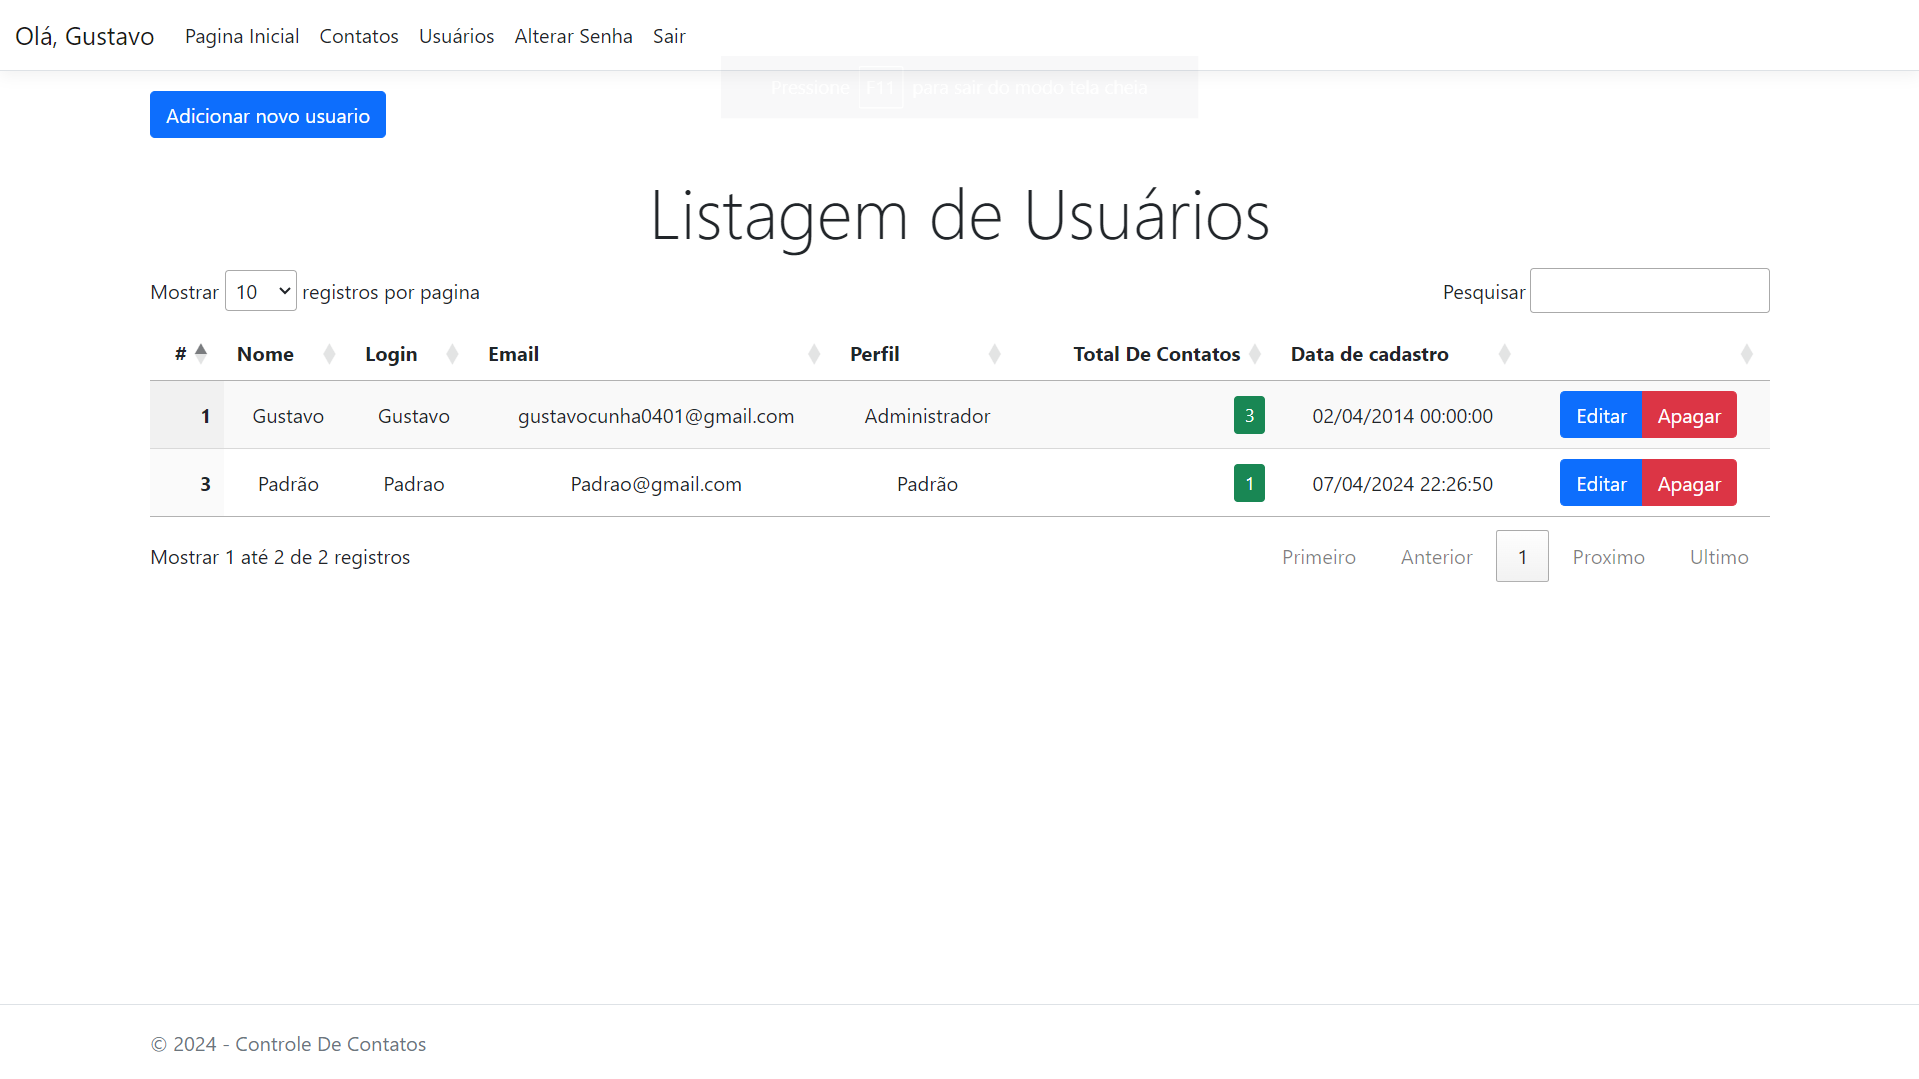 Olá, Gustavo Pagina Inicial Contatos Usuários Alterar Senha Sair
Pressione F11 para sair do modo tela cheia
Adicionar novo usuario
Listagem de Usuários
Mostrar 10 registros por pagina Pesquisar
# Nome Login Email Perfil Total De Contatos Data de cadastro
1 Gustavo Gustavo gustavocunha0401@gmail.com Administrador 3 02/04/2014 00:00:00 Editar Apagar
3 Padrão Padrao Padrao@gmail.com Padrão 1 07/04/2024 22:26:50 Editar Apagar
Mostrar 1 até 2 de 2 registros Primeiro Anterior 1 Proximo Ultimo
© 2024 - Controle De Contatos